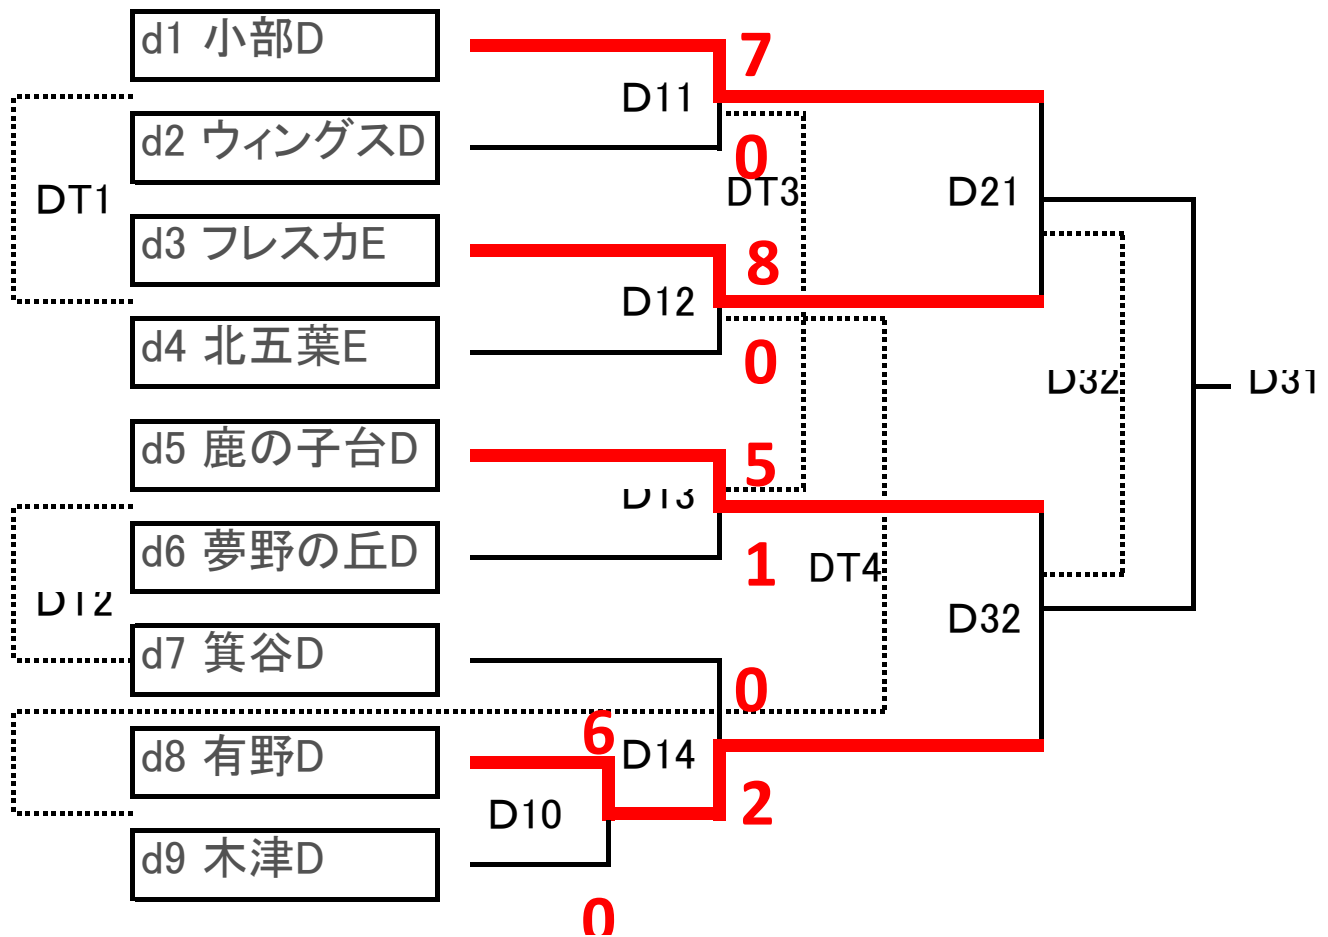 d1 小部D
7
D11
d2 ウィングスD
0
DT1
DT3
D21
d3 フレスカE
8
D12
d4 北五葉E
0
D32
D31
d5 鹿の子台D
5
D13
d6 夢野の丘D
1
DT4
DT2
D32
d7 箕谷D
0
6
d8 有野D
D14
D10
2
d9 木津D
0